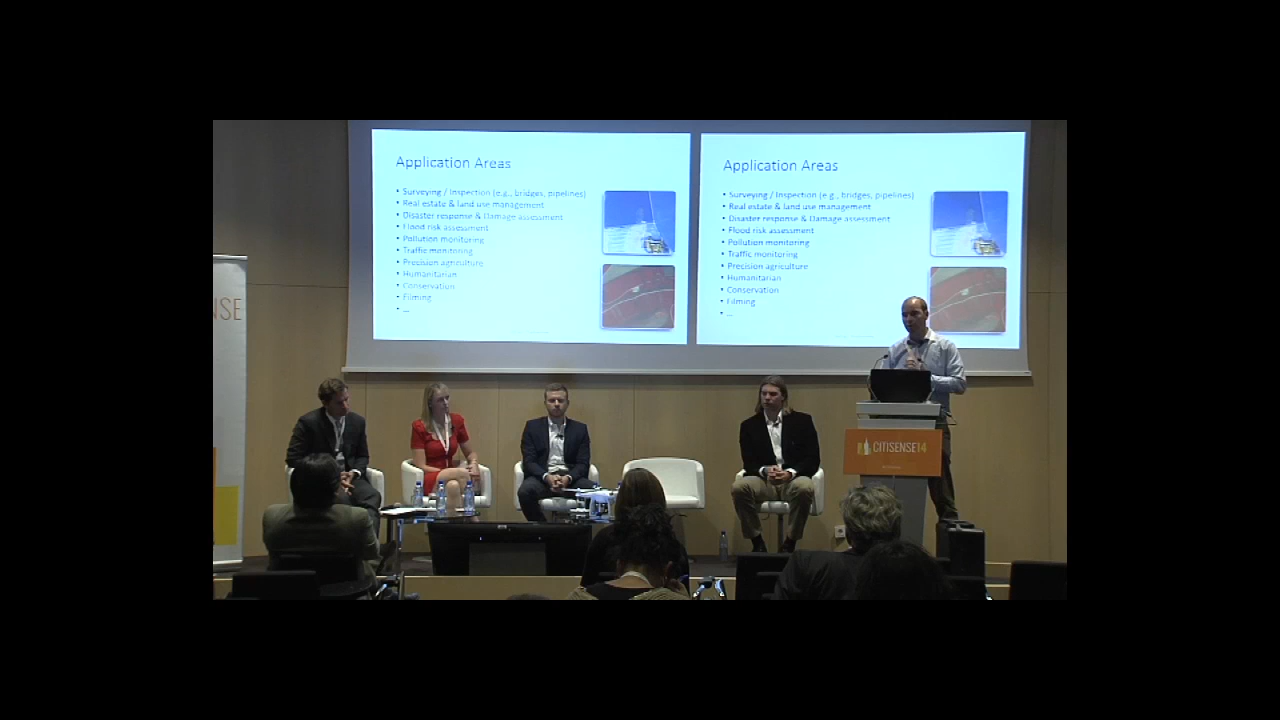 Application Areas
• Surveying / Inspection (e.g., bridges, pipelines)
• Real estate & land use management
• Disaster response & Damage assessment
• Flood risk assessment
• Pollution monitoring
• Traffic monitoring
• Precision agriculture
• Humanitarian
• Conservation
• Filming
• ...
Application Areas
• Surveying / Inspection (e.g., bridges, pipelines)
• Real estate & land use management
• Disaster response & Damage assessment
• Flood risk assessment
• Pollution monitoring
• Traffic monitoring
• Precision agriculture
• Humanitarian
• Conservation
• Filming
• ...
NSE
CITISENSE14